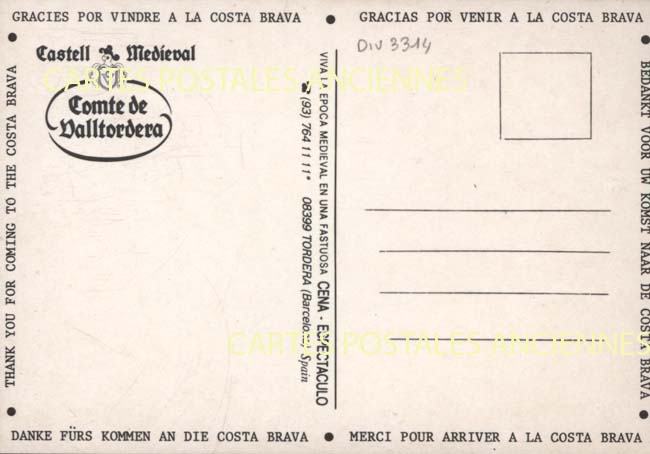 GRACIES POR VINDRE A LA COSTA BRAVA
GRACIAS POR VENIR A LA COSTA BRAVA
THANK YOU FOR COMING TO THE COSTA BRAVA
Castell Medieval
Comte de
Valltordera
CARTES POSTALES ANCIENNES
Div 3314
VIVA LA EPOCA MEDIEVAL EN UNA FASTUOSA CENA - ESPECTACULO
☎ (93) 764 11 11* 08399 TORDERA (Barcelona) Spain
CARTES POSTALES ANCIENNES
BEDANKT VOOR UW KOMST NAAR DE COSTA BRAVA
DANKE FÜRS KOMMEN AN DIE COSTA BRAVA
MERCI POUR ARRIVER A LA COSTA BRAVA